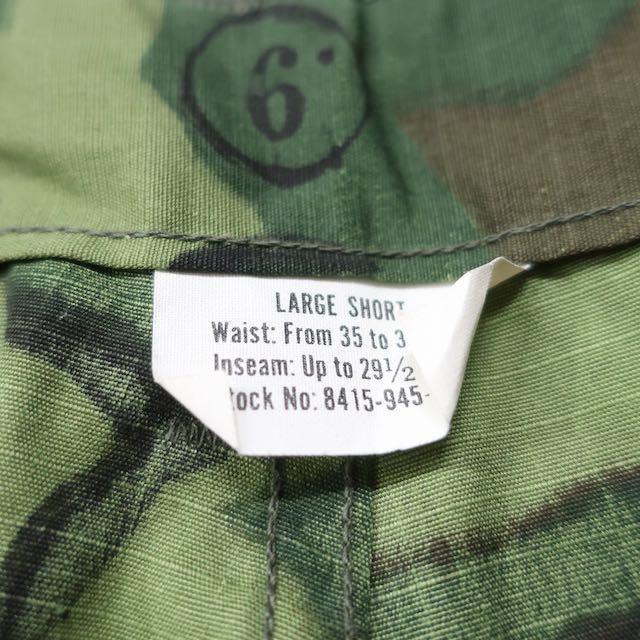 6
LARGE SHORT
Waist: From 35 to 3
Inseam: Up to 29½
tock No: 8415-945-